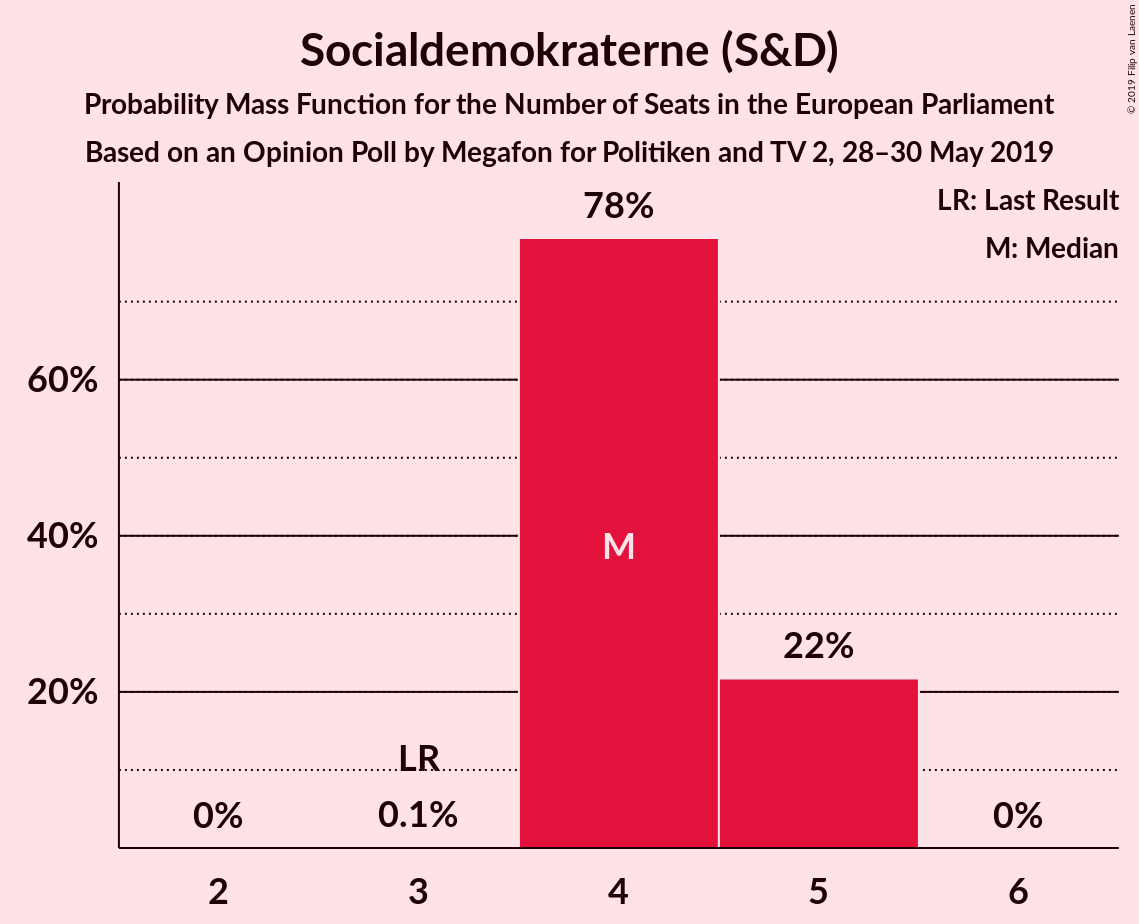 Socialdemokraterne (S&D)
Probability Mass Function for the Number of Seats in the European Parliament
Based on an Opinion Poll by Megafon for Politiken and TV 2, 28–30 May 2019
© 2019 Filip van Laenen
LR: Last Result
M: Median
78%
60%
40%
M
22%
20%
LR
0%
0.1%
0%
2
3
4
5
6